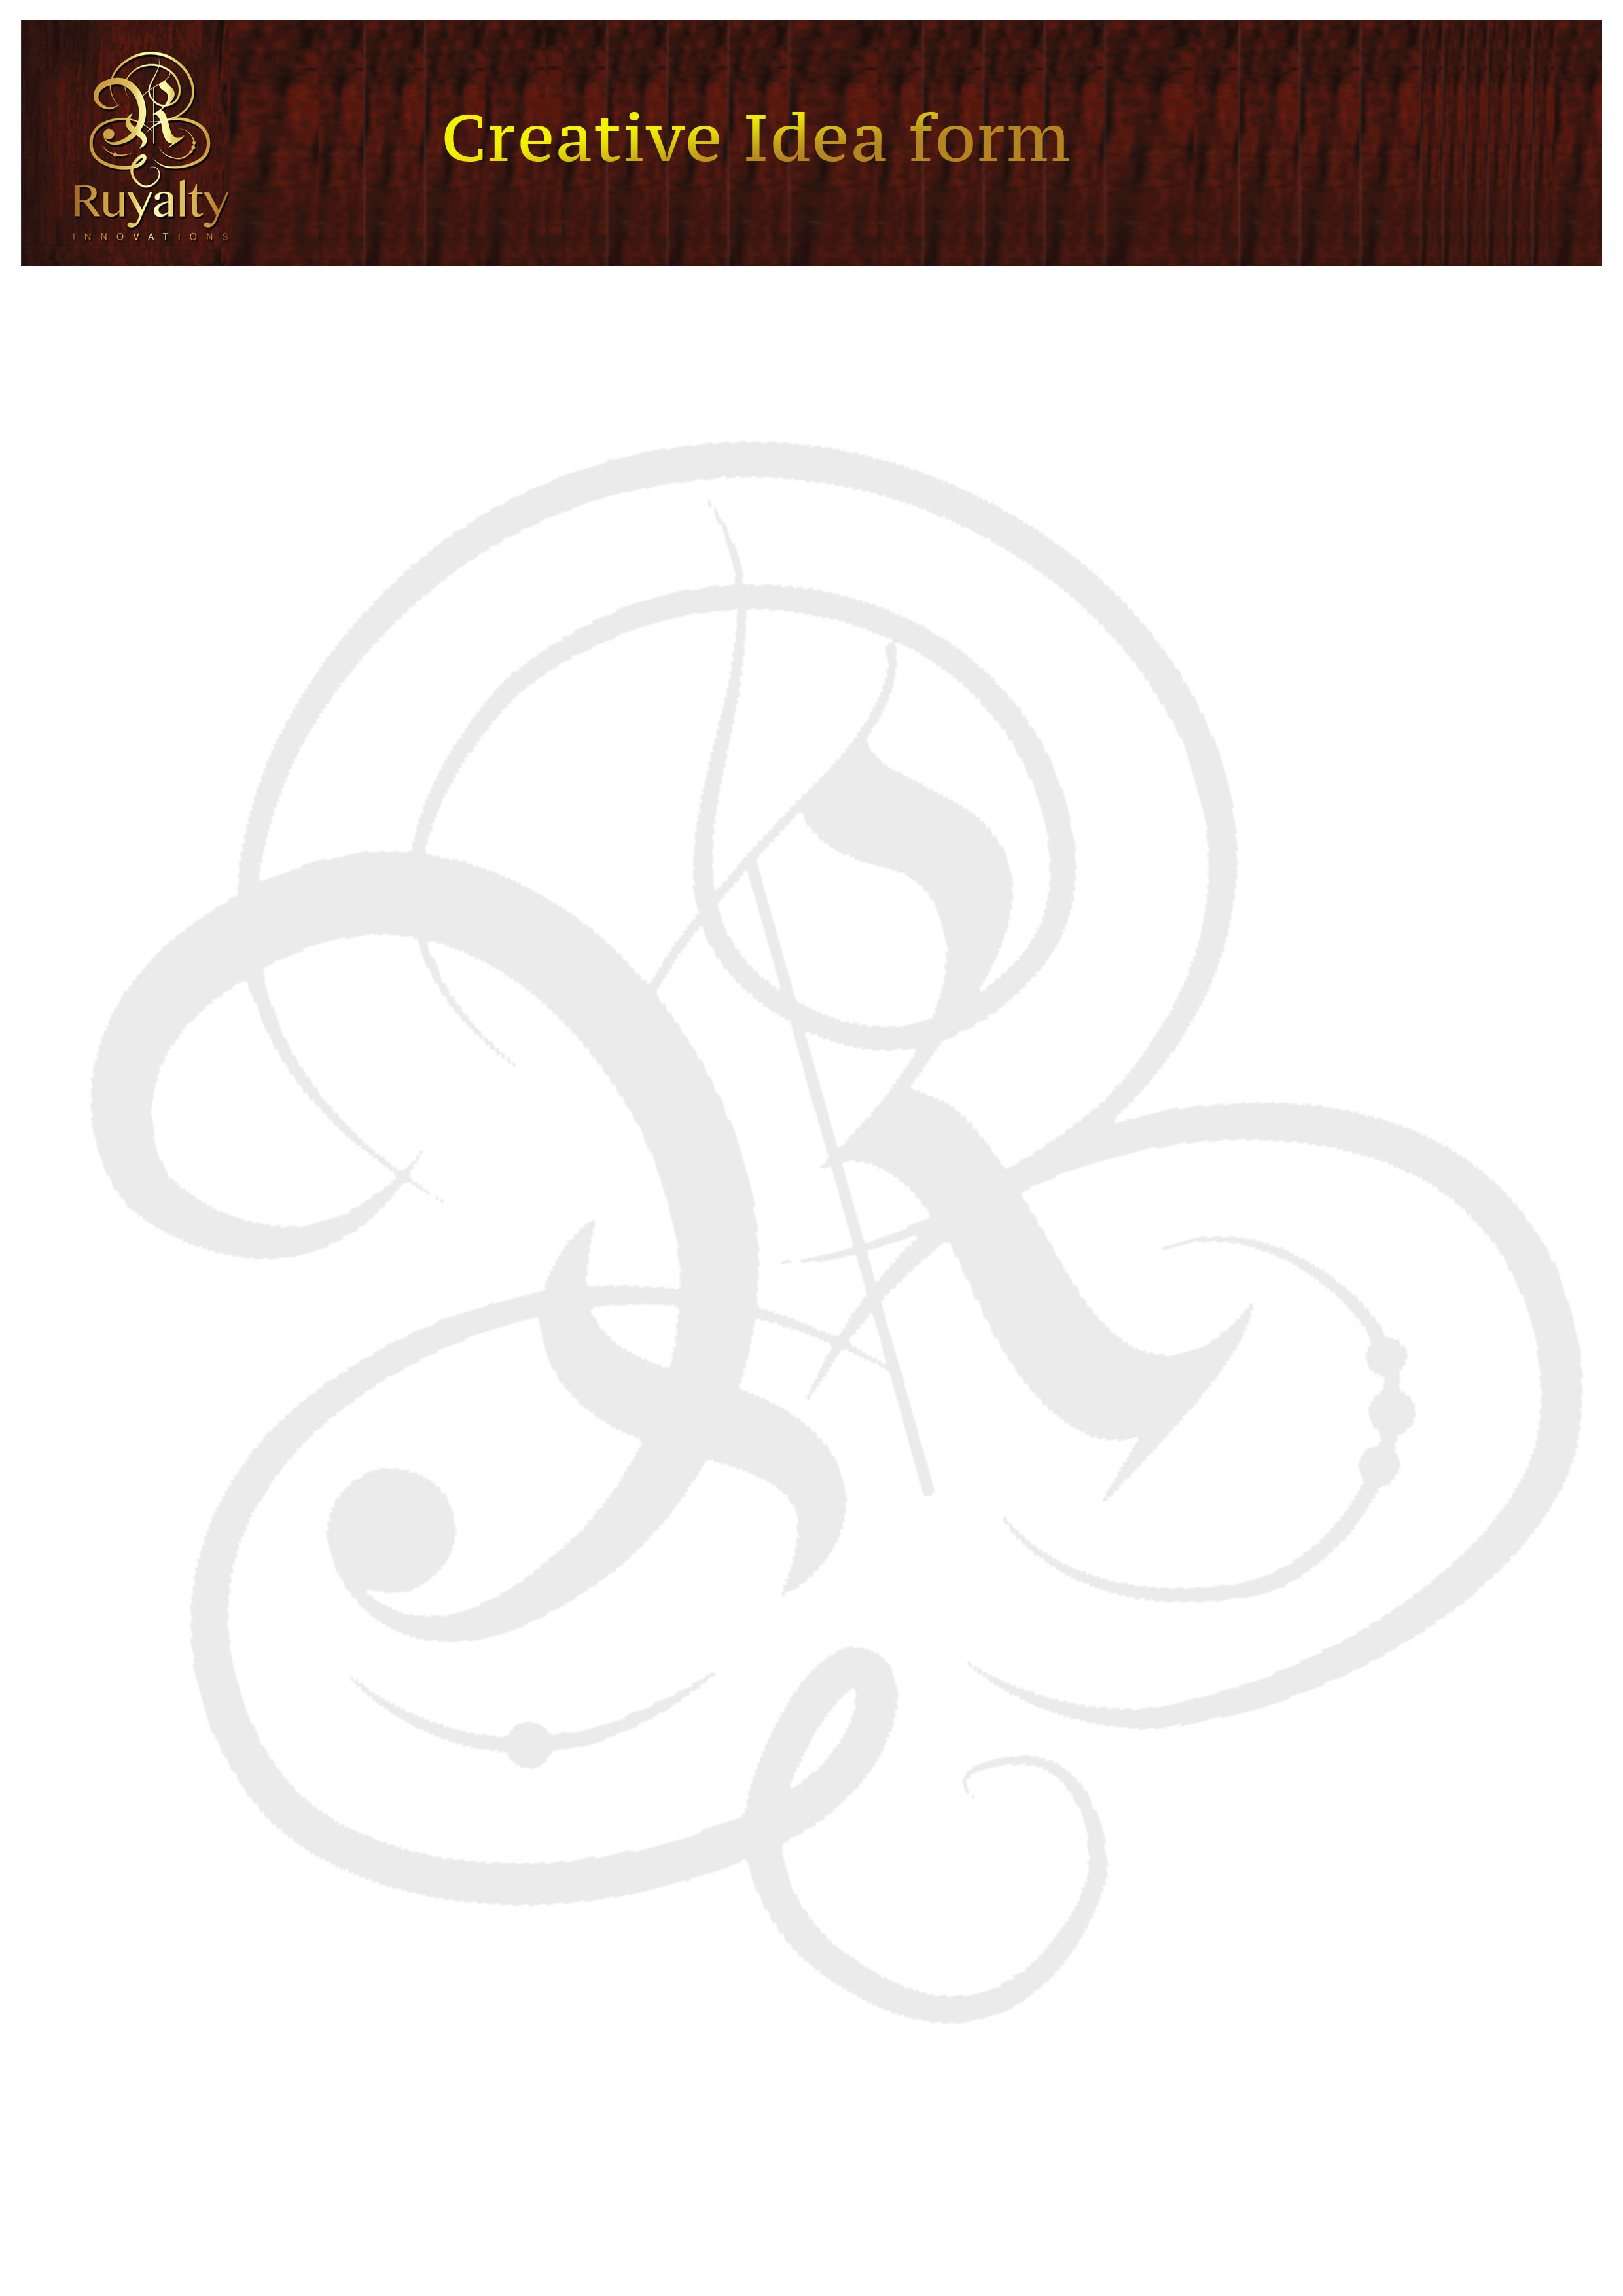 Creative Idea form
R
Ruyalty
INNOVATIONS